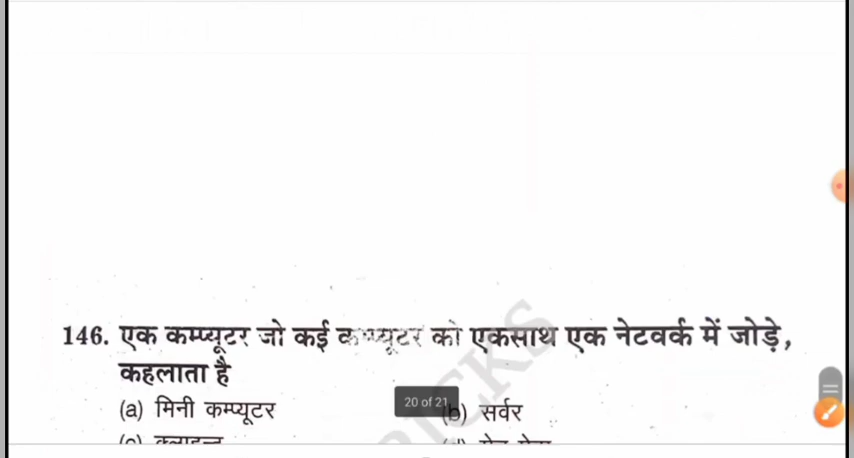 146. एक कम्प्यूटर जो कई कम्प्यूटर को एकसाथ एक नेटवर्क में जोड़े,
कहलाता है
(a) मिनी कम्प्यूटर (b) सर्वर
20 of 21